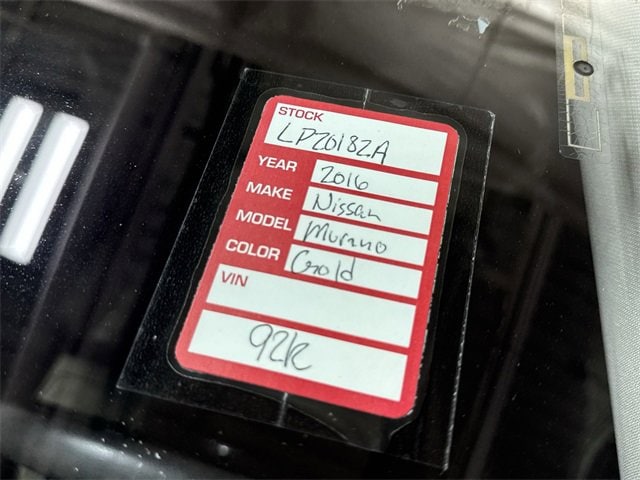 STOCK
LP20182A
YEAR 2016
MAKE Nissan
MODEL Murano
COLOR Gold
VIN
92k